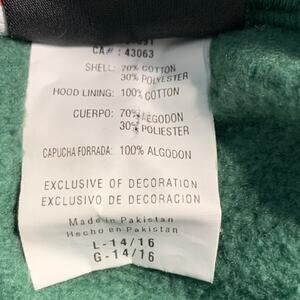 CA# : 43063
SHELL: 70% COTTON
30% POLYESTER
HOOD LINING: 100% COTTON
CUERPO: 70% ALGODON
30% POLIESTER
CAPUCHA FORRADA: 100% ALGODON
EXCLUSIVE OF DECORATION
EXCLUSIVO DE DECORACION
Made in Pakistan
Hecho en Pakistan
L-14/16
G-14/16